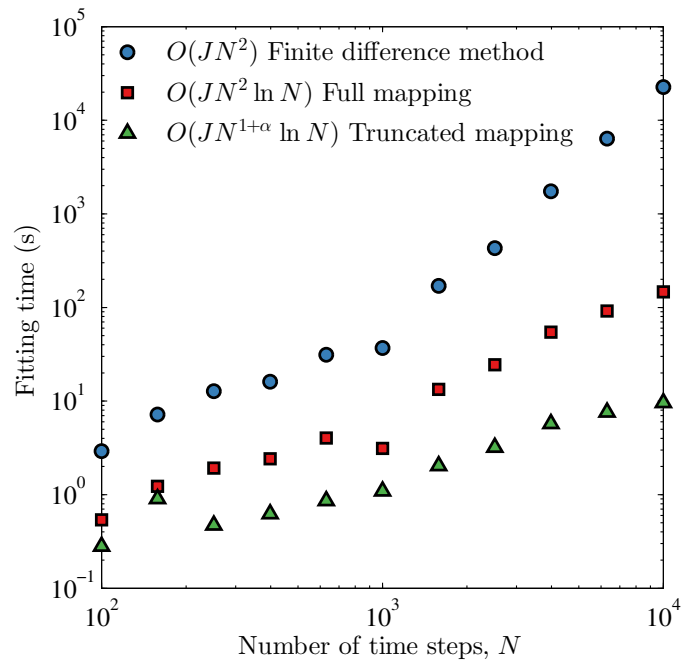 10^5
10^4
10^3
10^2
10^1
10^0
10^{-1}
Fitting time (s)
O(JN^2) Finite difference method
O(JN^2 ln N) Full mapping
O(JN^{1+α} ln N) Truncated mapping
10^2
10^3
10^4
Number of time steps, N